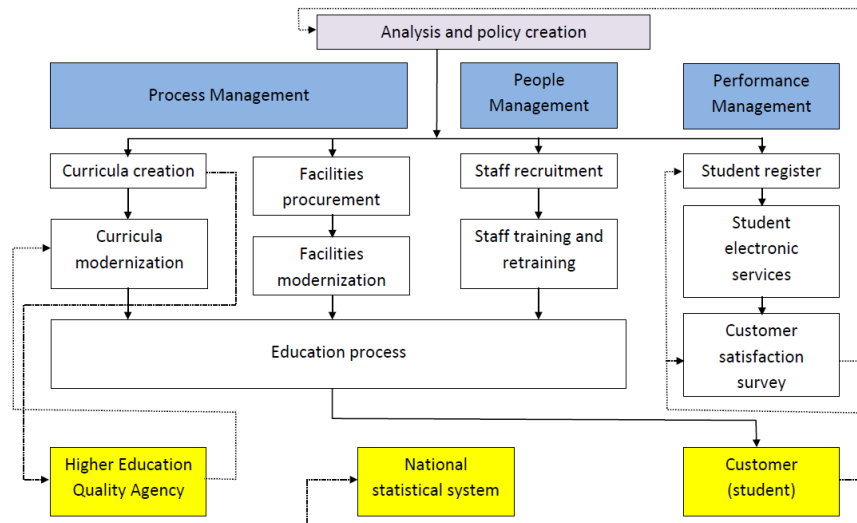 Analysis and policy creation
Process Management
People
Management
Performance
Management
Curricula creation
Facilities
procurement
Staff recruitment
Student register
Curricula
modernization
Facilities
modernization
Staff training and
retraining
Student
electronic
services
Education process
Customer
satisfaction
survey
Higher Education
Quality Agency
National
statistical system
Customer
(student)